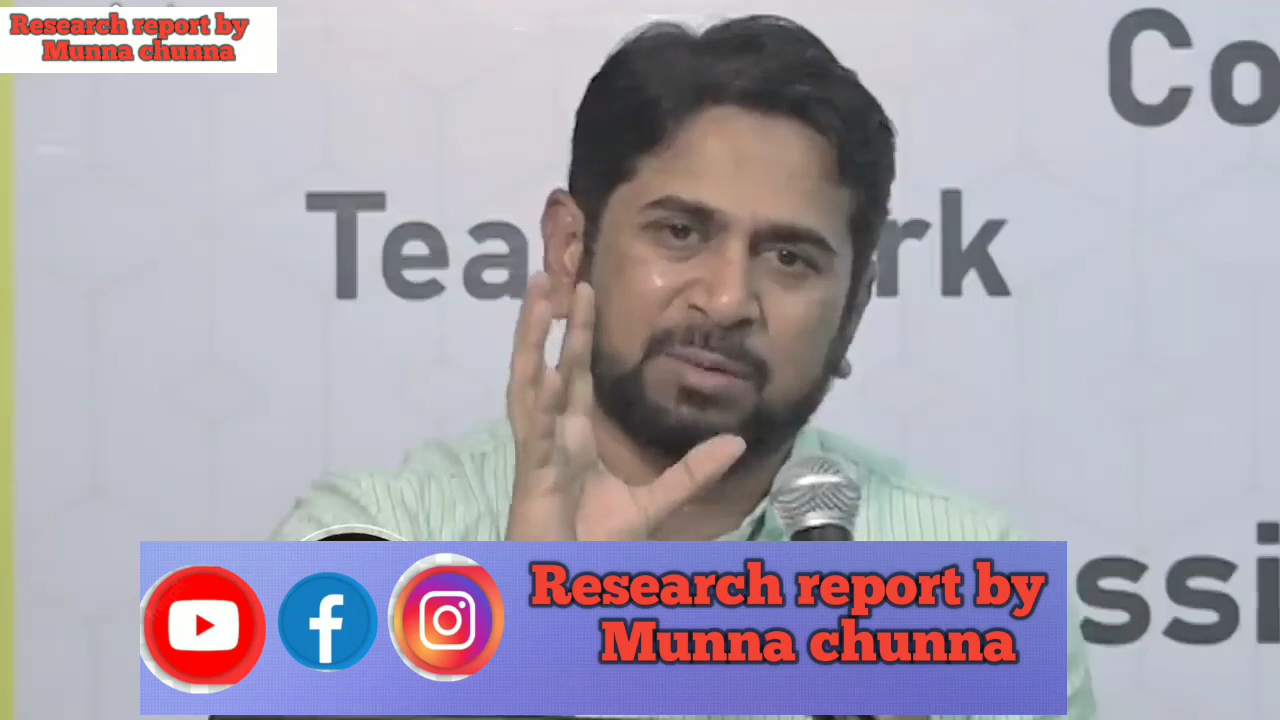 Research report by
Munna chunna
Co
Tea rk
ssi
Research report by
Munna chunna